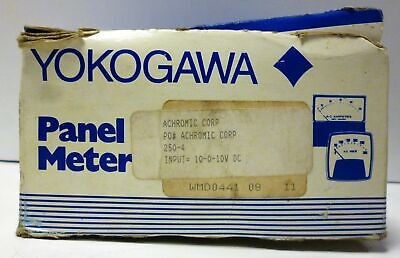 YOKOGAWA
Panel
Meter
ACHROMIC CORP
PO# ACHROMIC CORP
250-4
INPUT= 10-0-10V DC
WMD0441 09 11